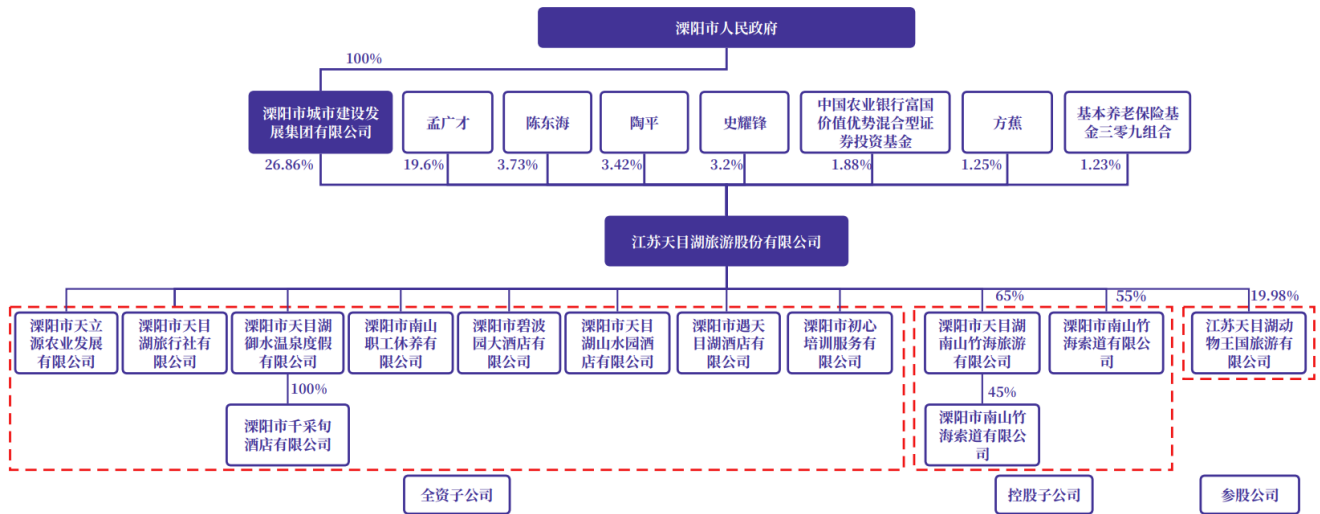 溧阳市人民政府
100%
溧阳市城市建设发
展集团有限公司
孟广才
陈东海
陶平
史耀锋
中国农业银行富国
价值优势混合型证
券投资基金
方蕉
基本养老保险基
金三零九组合
26.86%
19.6%
3.73%
3.42%
3.2%
1.88%
1.25%
1.23%
江苏天目湖旅游股份有限公司
65%
55%
19.98%
溧阳市天立
源农业发展
有限公司
溧阳市天目
湖旅行社有
限公司
溧阳市天目湖
御水温泉度假
有限公司
溧阳市南山
职工休养有
限公司
溧阳市碧波
园大酒店有
限公司
溧阳市天目
湖山水园酒
店有限公司
溧阳市遇天
目湖酒店有
限公司
溧阳市初心
培训服务有
限公司
溧阳市天目湖
南山竹海旅游
有限公司
溧阳市南山竹
海索道有限公
司
江苏天目湖动
物王国旅游有
限公司
100%
45%
溧阳市千采旬
酒店有限公司
溧阳市南山竹
海索道有限公
司
全资子公司
控股子公司
参股公司